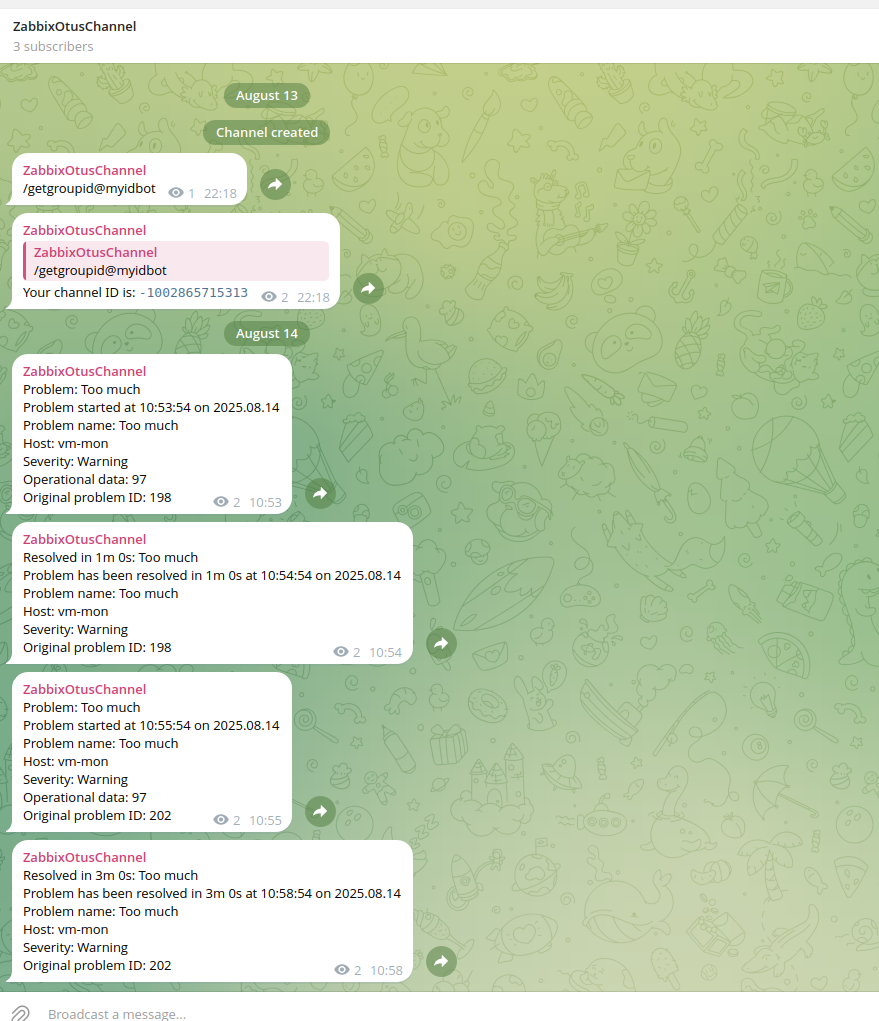 ZabbixOtusChannel
3 subscribers
August 13
Channel created
ZabbixOtusChannel
/getgroupid@myidbot
1 22:18
ZabbixOtusChannel
ZabbixOtusChannel
/getgroupid@myidbot
Your channel ID is: -1002865715313
2 22:18
August 14
ZabbixOtusChannel
Problem: Too much
Problem started at 10:53:54 on 2025.08.14
Problem name: Too much
Host: vm-mon
Severity: Warning
Operational data: 97
Original problem ID: 198
2 10:53
ZabbixOtusChannel
Resolved in 1m 0s: Too much
Problem has been resolved in 1m 0s at 10:54:54 on 2025.08.14
Problem name: Too much
Host: vm-mon
Severity: Warning
Original problem ID: 198
2 10:54
ZabbixOtusChannel
Problem: Too much
Problem started at 10:55:54 on 2025.08.14
Problem name: Too much
Host: vm-mon
Severity: Warning
Operational data: 97
Original problem ID: 202
2 10:55
ZabbixOtusChannel
Resolved in 3m 0s: Too much
Problem has been resolved in 3m 0s at 10:58:54 on 2025.08.14
Problem name: Too much
Host: vm-mon
Severity: Warning
Original problem ID: 202
2 10:58
Broadcast a message...